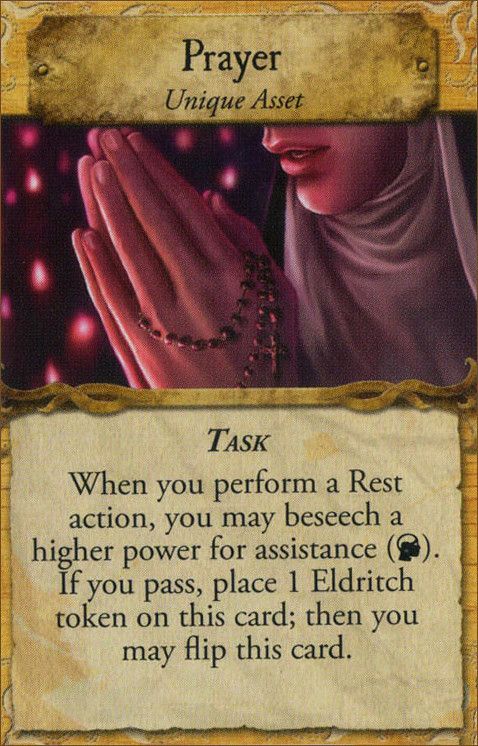 Prayer
Unique Asset
TASK
When you perform a Rest
action, you may beseech a
higher power for assistance ().
If you pass, place 1 Eldritch
token on this card; then you
may flip this card.